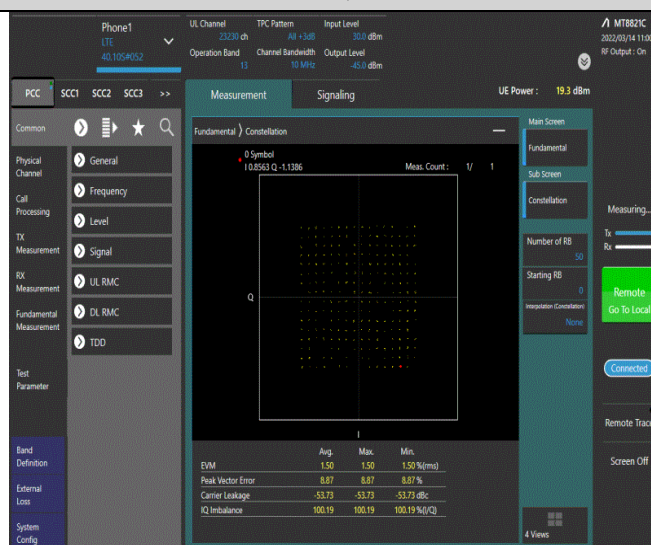 Phone1
LTE
40.10S#052
UL Channel
23230 ch
TPC Pattern
All +3dB
Input Level
30.0 dBm
Operation Band
13
Channel Bandwidth
10 MHz
Output Level
-45.0 dBm
MT8821C
2022/03/14 11:00
RF Output : On
PCC
SCC1
SCC2
SCC3
>>
Measurement
Signaling
UE Power : 19.3 dBm
Common
Physical
Channel
Call
Processing
TX
Measurement
RX
Measurement
Fundamental
Measurement
Test
Parameter
Band
Definition
External
Loss
System
Config
General
Frequency
Level
Signal
UL RMC
DL RMC
TDD
Fundamental ⟩ Constellation
0 Symbol
I 0.8563 Q -1.1386
Meas. Count : 1/ 1
Q
I
Avg. Max. Min.
EVM 1.50 1.50 1.50 %(rms)
Peak Vector Error 8.87 8.87 8.87 %
Carrier Leakage -53.73 -53.73 -53.73 dBc
IQ Imbalance 100.19 100.19 100.19 %(I/Q)
Main Screen
Fundamental
Sub Screen
Constellation
Number of RB
50
Starting RB
0
Interpolation (Constellation)
None
4 Views
Measuring...
Tx
Rx
Remote
Go To Local
Connected
Remote Trace
Screen Off